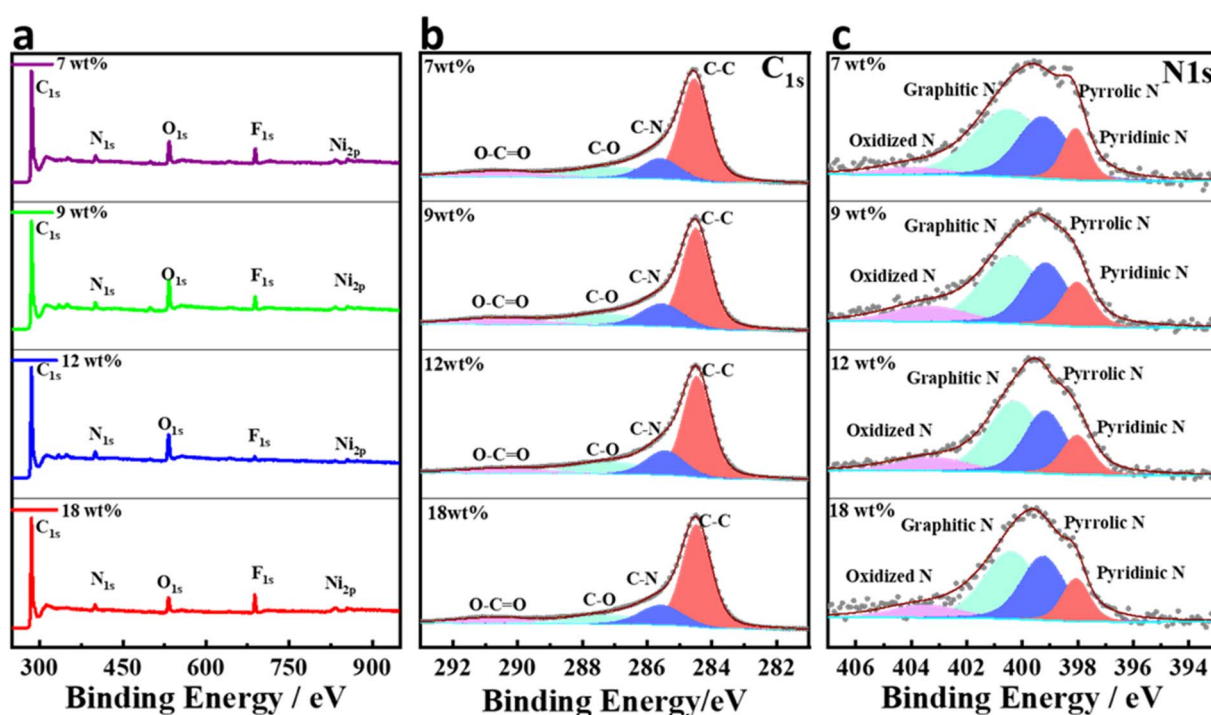 a
7 wt%
C1s
N1s
O1s
F1s
Ni2p
9 wt%
C1s
N1s
O1s
F1s
Ni2p
12 wt%
C1s
N1s
O1s
F1s
Ni2p
18 wt%
C1s
N1s
O1s
F1s
Ni2p
300 450 600 750 900
Binding Energy / eV
b
7wt%
C1s
C-C
C-N
C-O
O-C=O
9wt%
C-C
C-N
C-O
O-C=O
12wt%
C-C
C-N
C-O
O-C=O
18wt%
C-C
C-N
C-O
O-C=O
292 290 288 286 284 282
Binding Energy/eV
c
7 wt%
N1s
Graphitic N
Pyrrolic N
Oxidized N
Pyridinic N
9 wt%
Graphitic N
Pyrrolic N
Oxidized N
Pyridinic N
12 wt%
Graphitic N
Pyrrolic N
Oxidized N
Pyridinic N
18 wt%
Graphitic N
Pyrrolic N
Oxidized N
Pyridinic N
406 404 402 400 398 396 394
Binding Energy / eV